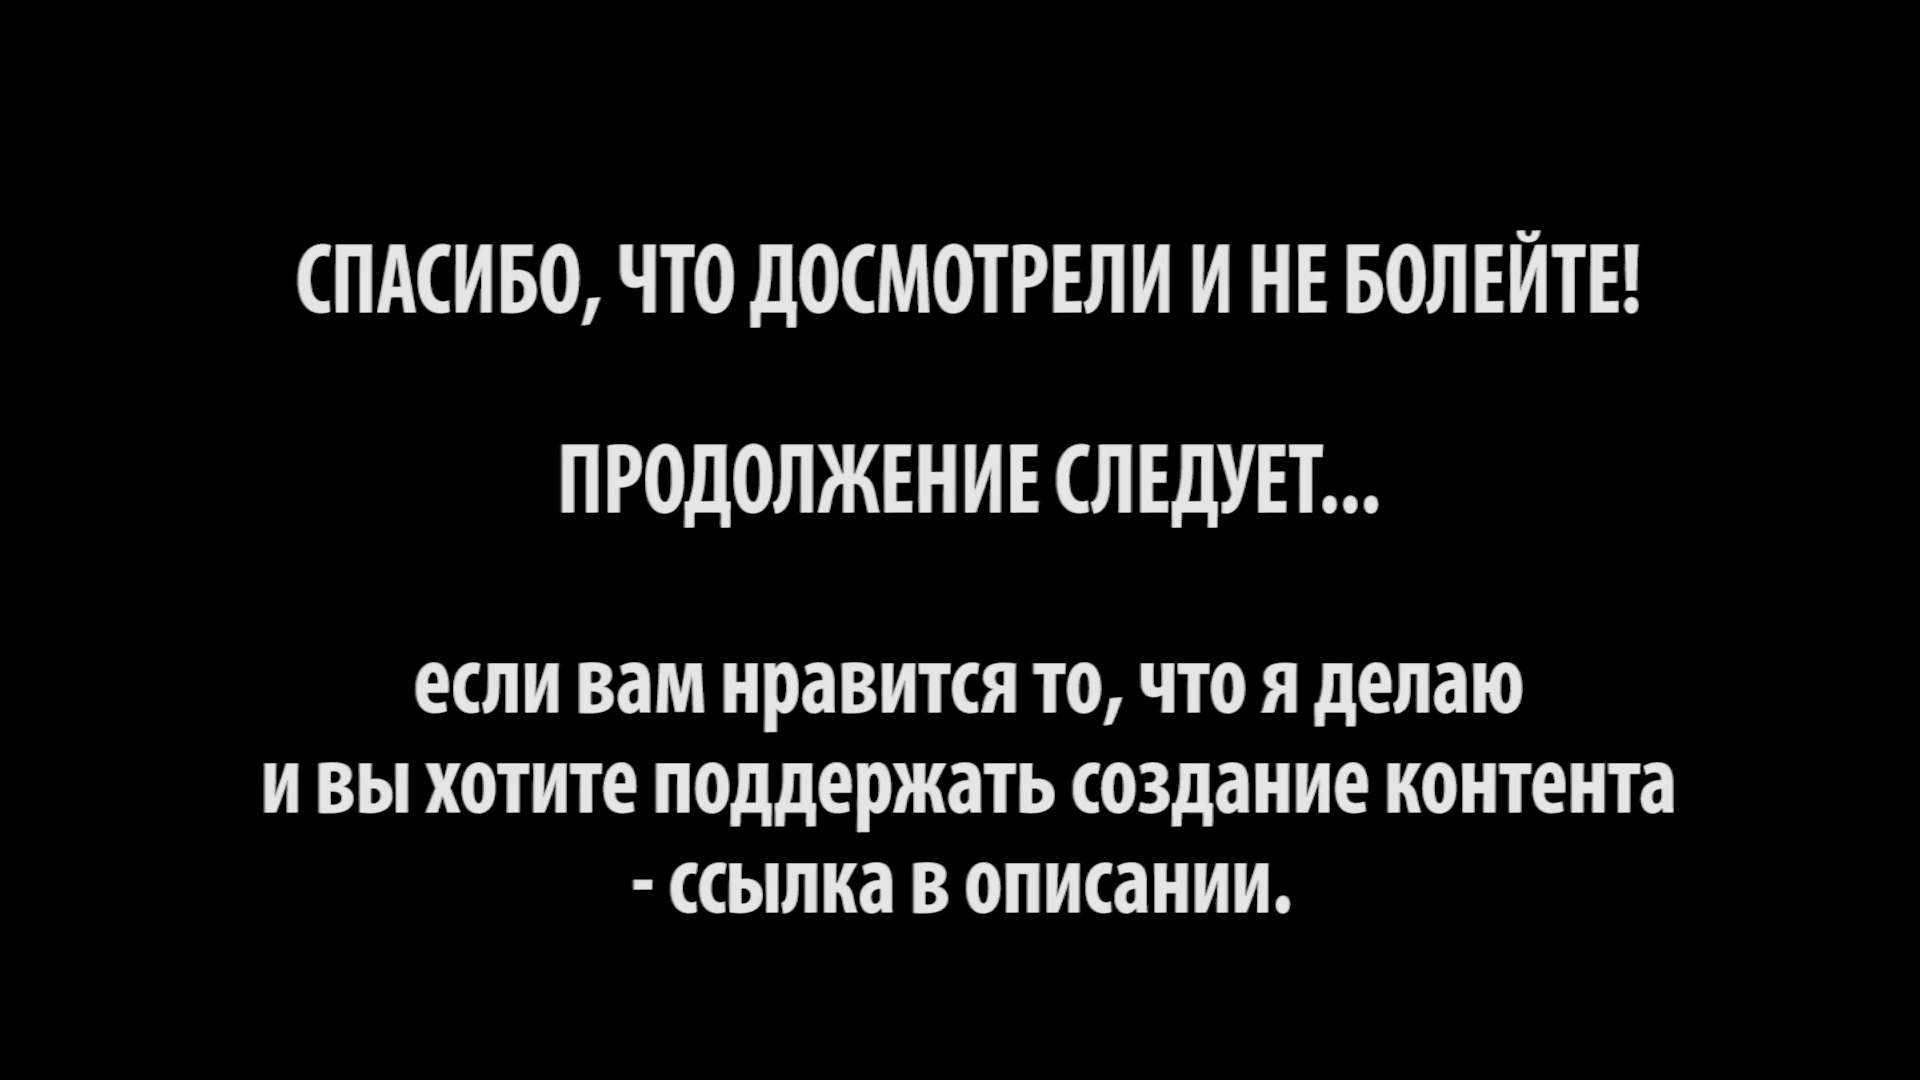 СПАСИБО, ЧТО ДОСМОТРЕЛИ И НЕ БОЛЕЙТЕ!
ПРОДОЛЖЕНИЕ СЛЕДУЕТ...
если вам нравится то, что я делаю
и вы хотите поддержать создание контента
- ссылка в описании.